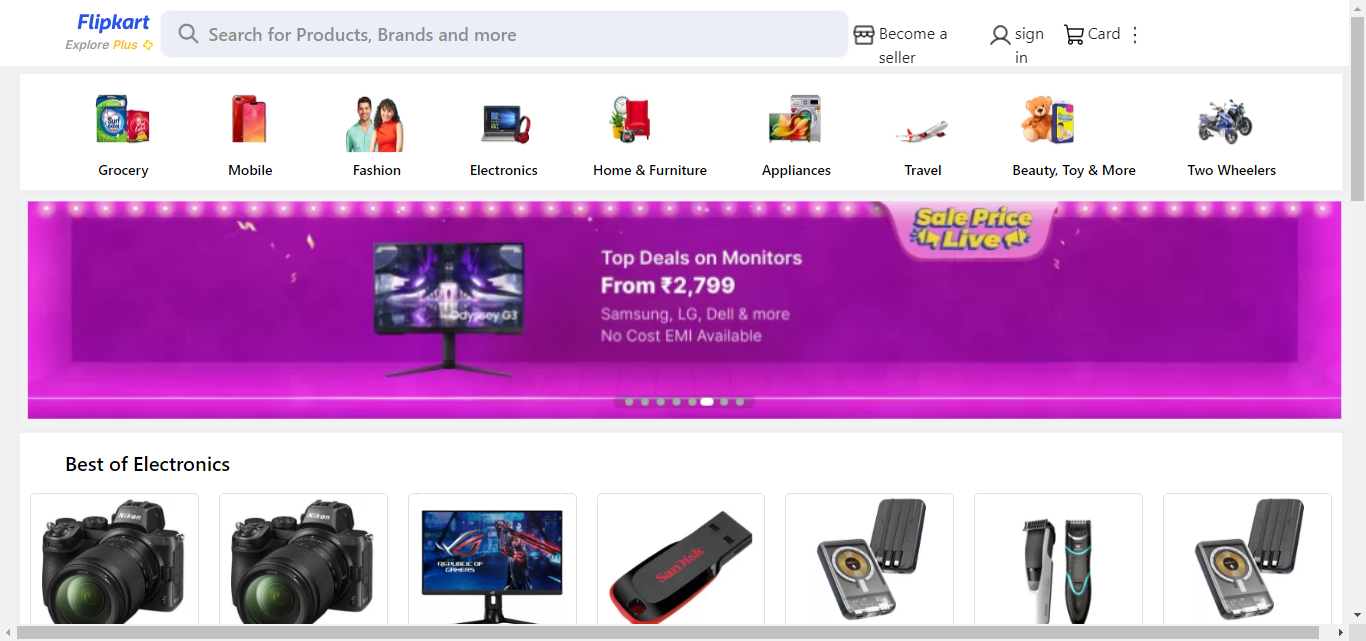 Flipkart
Explore Plus
Search for Products, Brands and more
Become a
seller
sign
in
Card
Grocery
Mobile
Fashion
Electronics
Home & Furniture
Appliances
Travel
Beauty, Toy & More
Two Wheelers
Sale Price
Live
Top Deals on Monitors
From ₹2,799
Samsung, LG, Dell & more
No Cost EMI Available
Odyssey G3
Best of Electronics
Nikon
Nikon
REPUBLIC OF
GAMERS
SanDisk